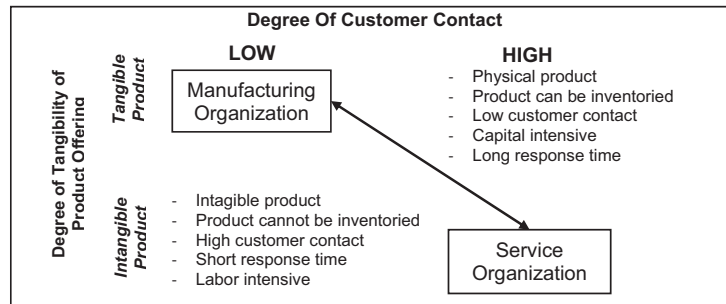 Degree Of Customer Contact
LOW
HIGH
Degree of Tangibility of
Product Offering
Tangible
Product
Manufacturing
Organization
- Physical product
- Product can be inventoried
- Low customer contact
- Capital intensive
- Long response time
Intangible
Product
- Intagible product
- Product cannot be inventoried
- High customer contact
- Short response time
- Labor intensive
Service
Organization